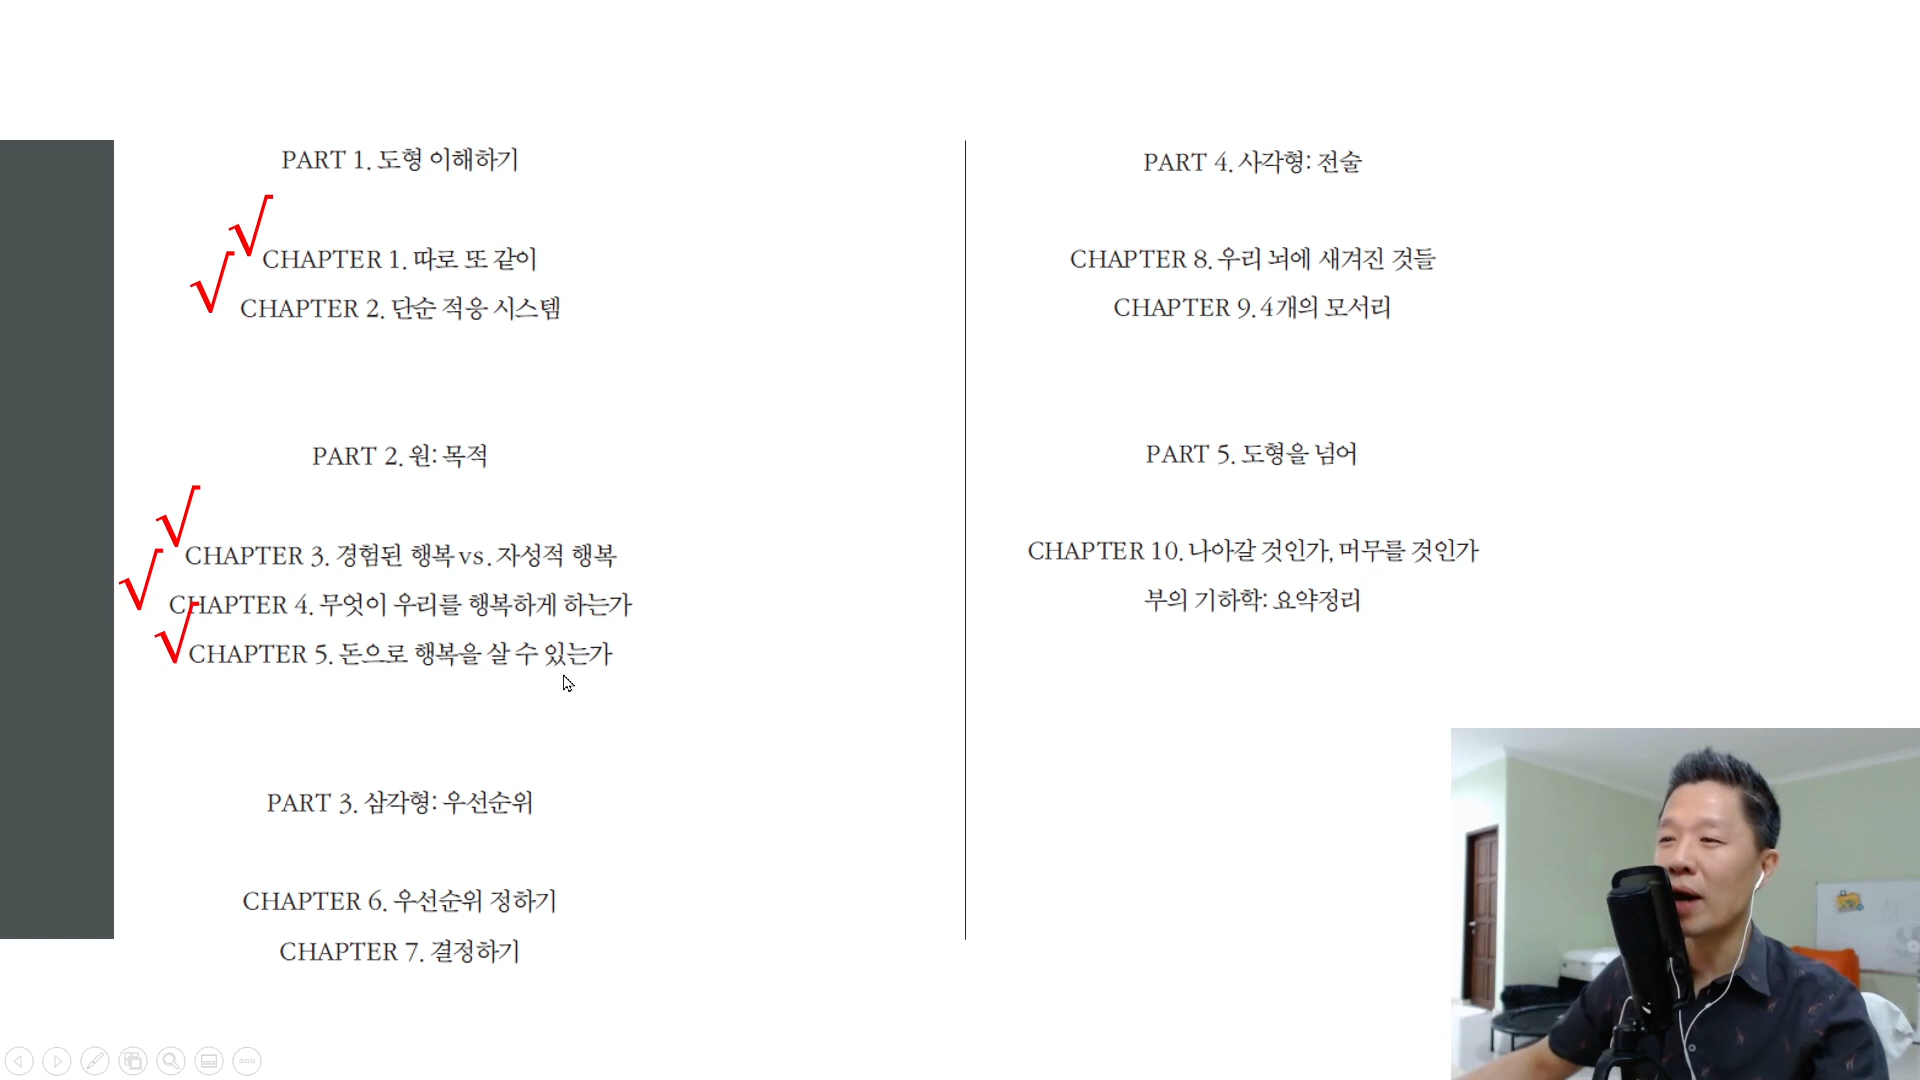 PART 1. 도형 이해하기
CHAPTER 1. 따로 또 같이
CHAPTER 2. 단순 적응 시스템
PART 2. 원: 목적
CHAPTER 3. 경험된 행복 vs. 자성적 행복
CHAPTER 4. 무엇이 우리를 행복하게 하는가
CHAPTER 5. 돈으로 행복을 살 수 있는가
PART 3. 삼각형: 우선순위
CHAPTER 6. 우선순위 정하기
CHAPTER 7. 결정하기
PART 4. 사각형: 전술
CHAPTER 8. 우리 뇌에 새겨진 것들
CHAPTER 9. 4개의 모서리
PART 5. 도형을 넘어
CHAPTER 10. 나아갈 것인가, 머무를 것인가
부의 기하학: 요약정리